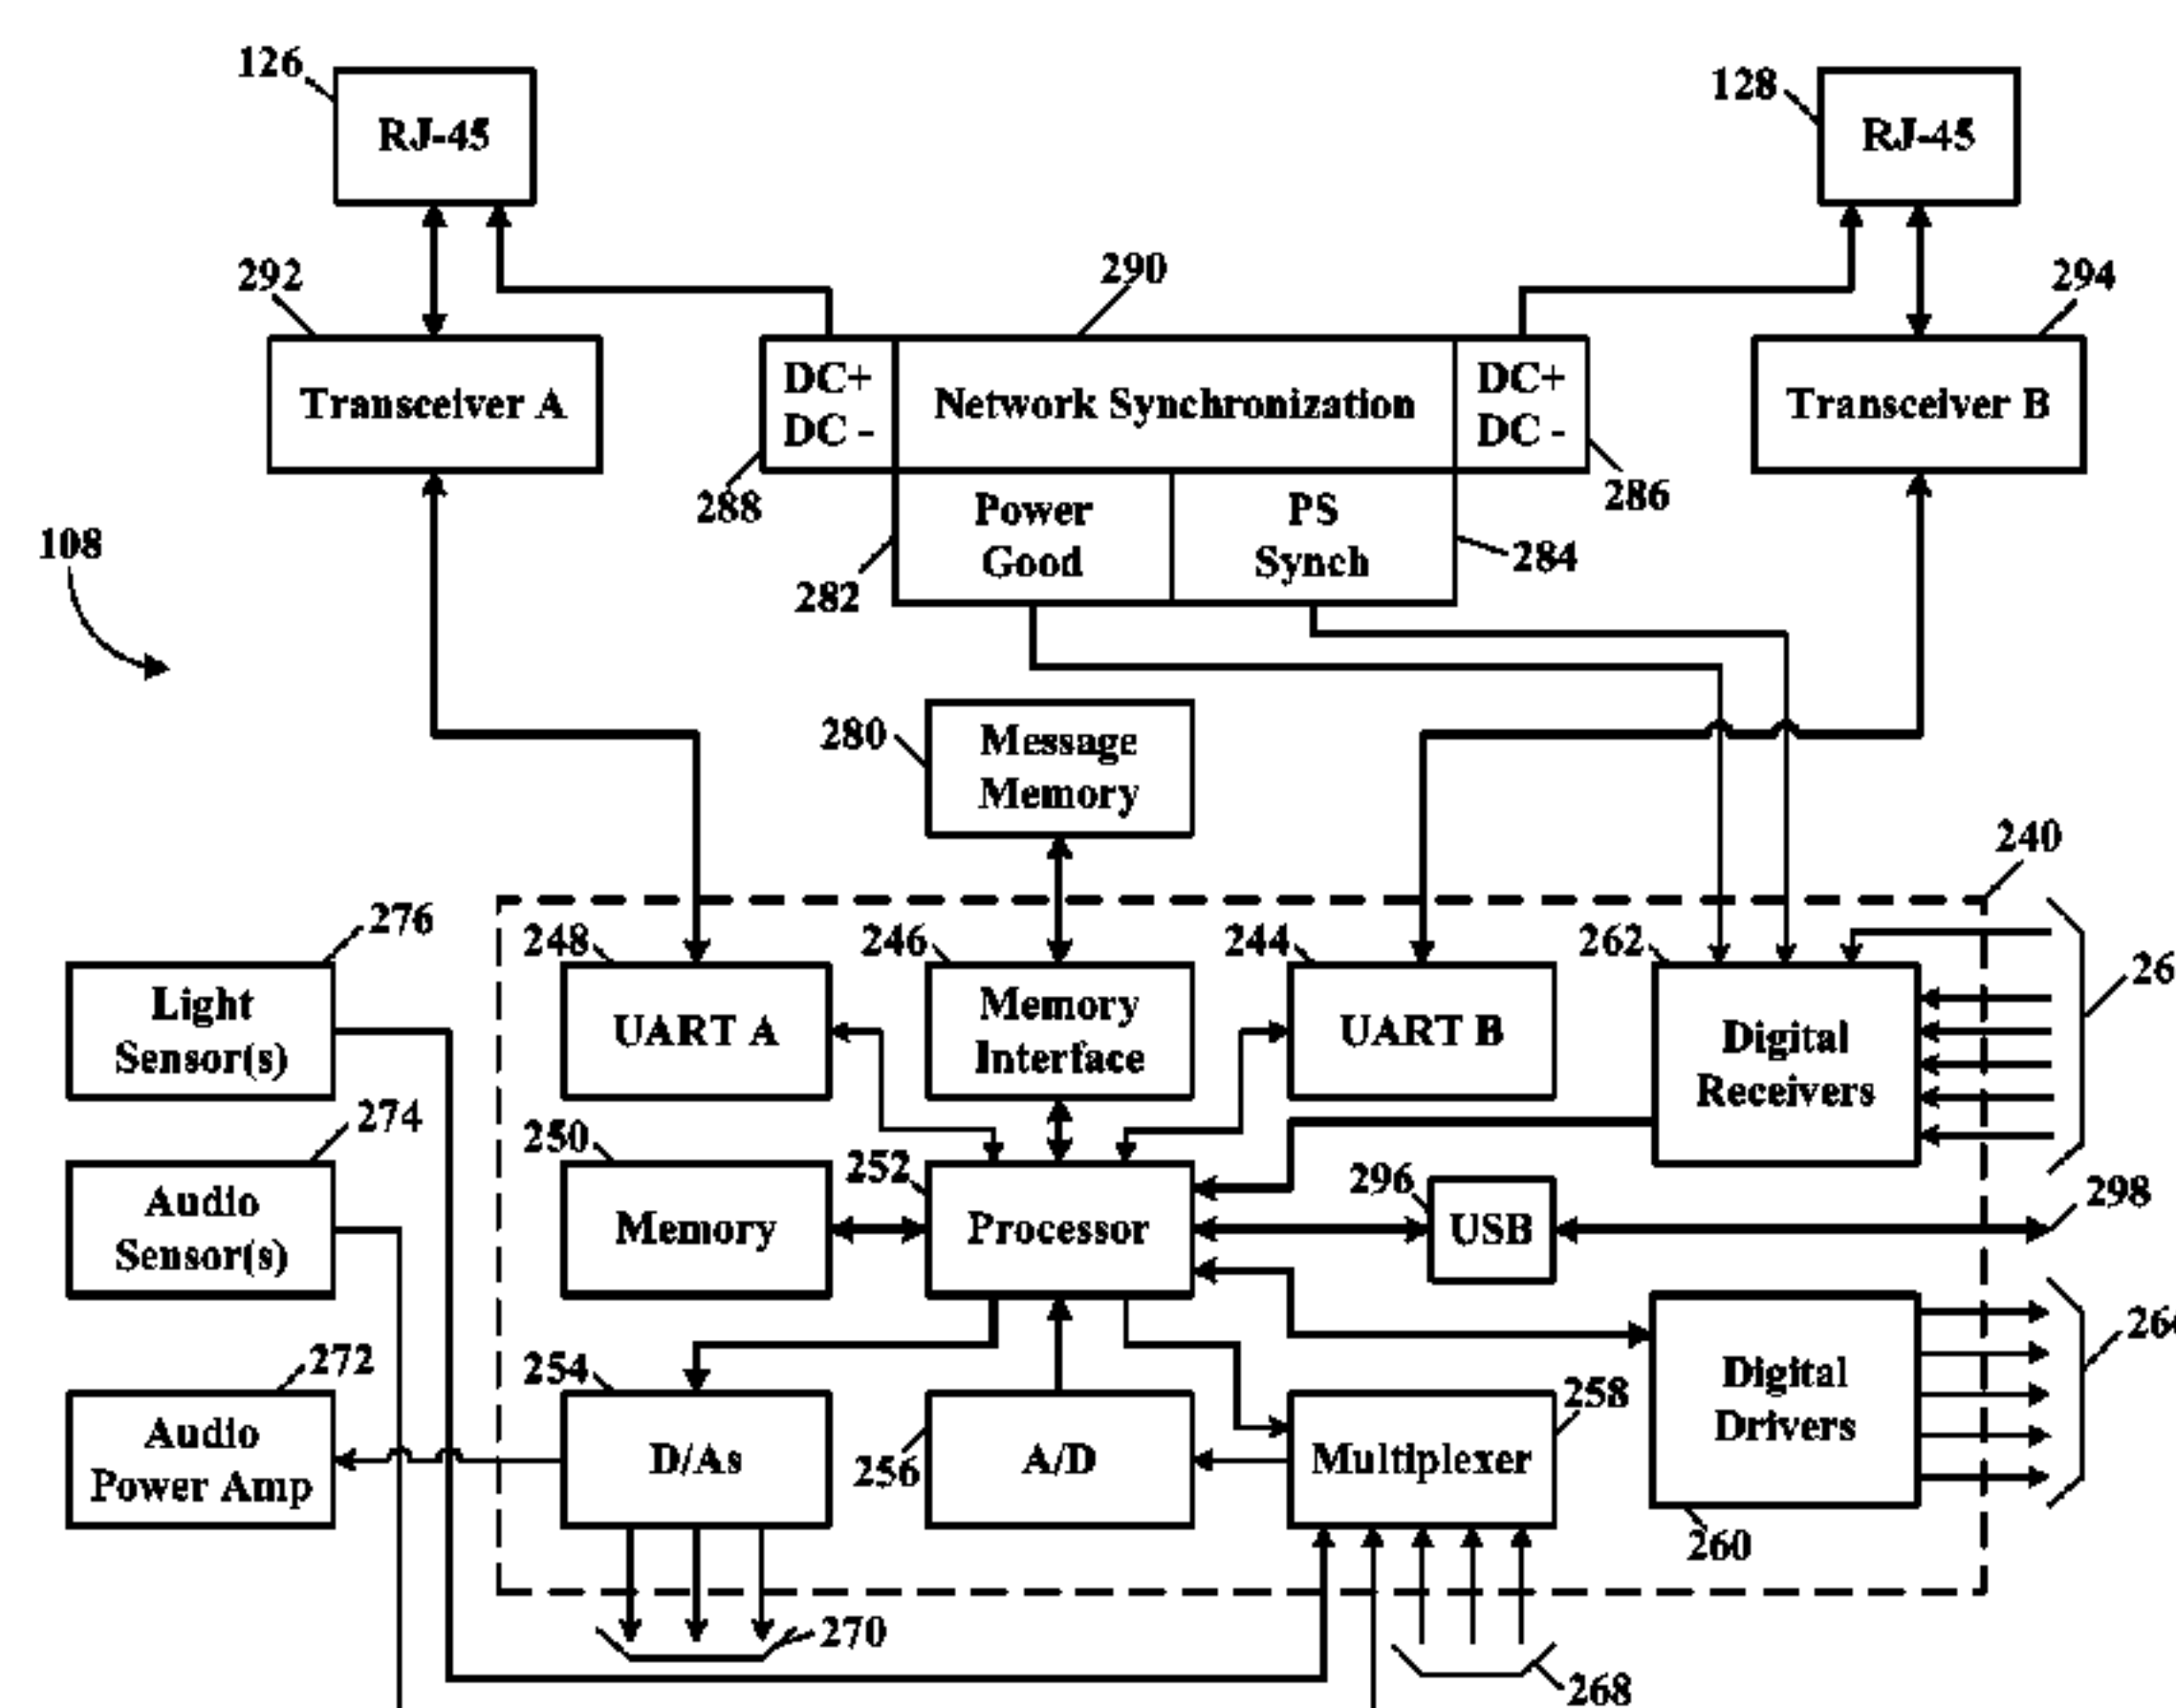 126
RJ-45
128
RJ-45
292
290
294
Transceiver A
DC+
DC -
Network Synchronization
DC+
DC -
Transceiver B
288
286
Power
Good
PS
Synch
282
284
108
280
Message
Memory
240
276
248
246
244
262
Light
Sensor(s)
UART A
Memory
Interface
UART B
Digital
Receivers
26
274
250
252
296
298
Audio
Sensor(s)
Memory
Processor
USB
272
254
256
258
Audio
Power Amp
D/As
A/D
Multiplexer
Digital
Drivers
260
270
268